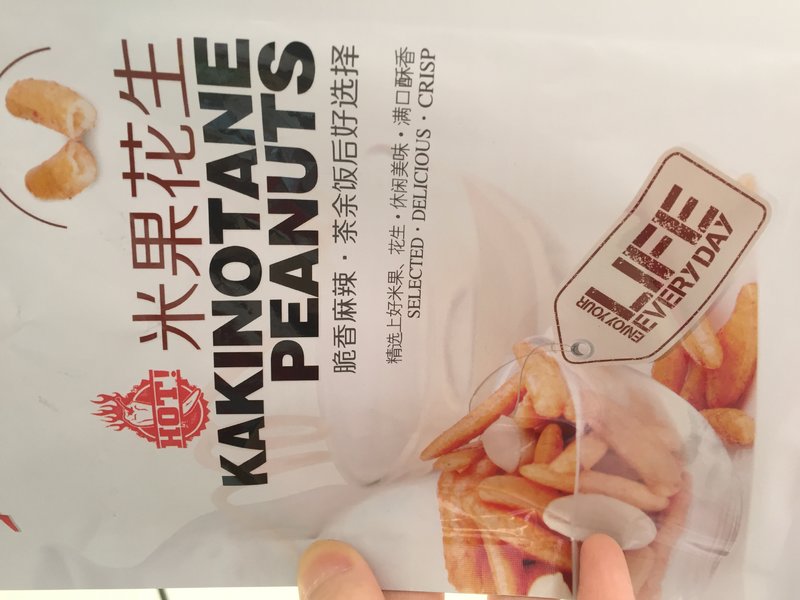 米果花生
HOT!
KAKINOTANE
PEANUTS
脆香麻辣·茶余饭后好选择
精选上好米果、花生·休闲美味·满口酥香
SELECTED·DELICIOUS·CRISP
ENJOY YOUR
LIFE
EVERYDAY